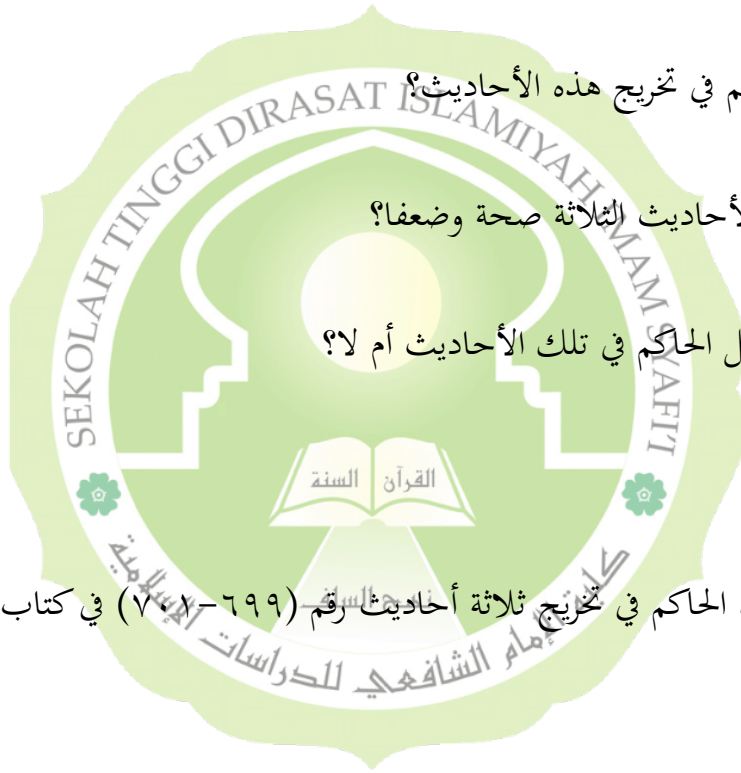 م في تخريج هذه الأحاديث؟
SEKOLAH TINGGI DIRASAT ISLAMIYAH IMAM SYAFI'I
لأحاديث الثلاثة صحة وضعفا؟
ل الحاكم في تلك الأحاديث أم لا؟
القرآن السنة
الحاكم في تخريج ثلاثة أحاديث رقم (٦٩٩-٧٠١) في كتاب
كلية الإمام الشافعي للدراسات الإسلامية